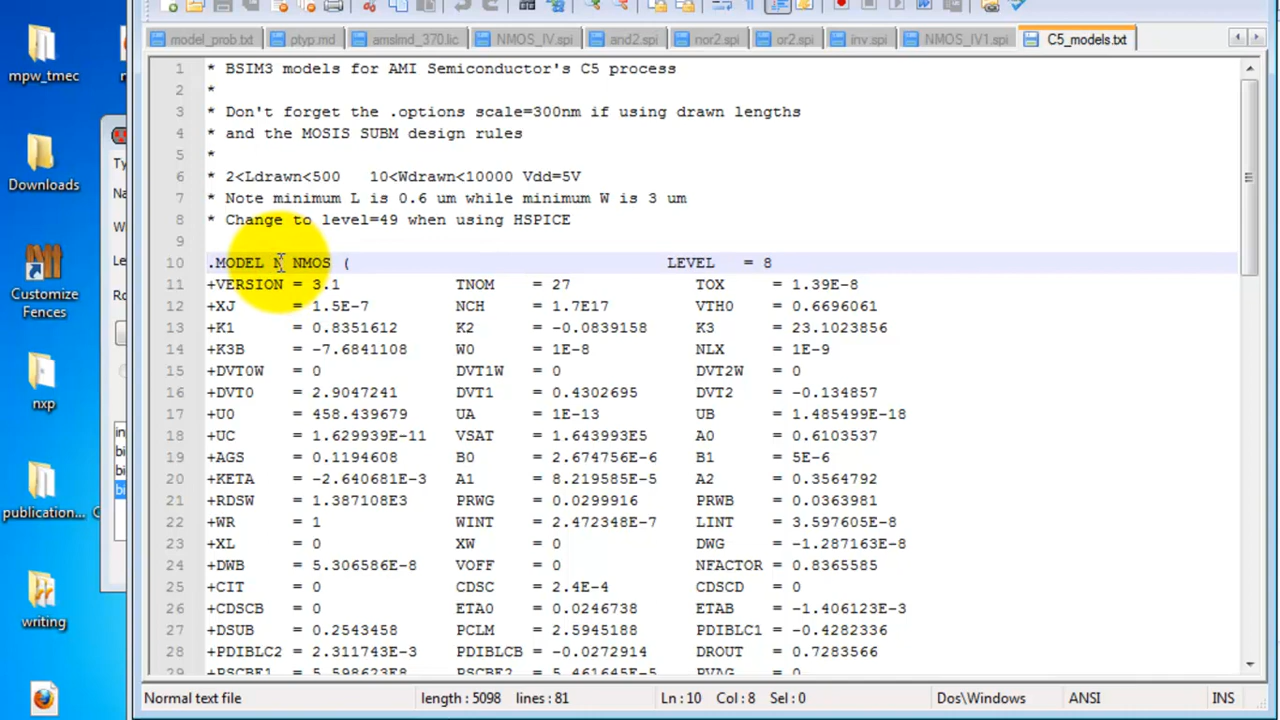 mpw_tmec
Downloads
Customize
Fences
nxp
publication...
writing
model_prob.txt ptyp.md amslmd_370.lic NMOS_IV.spi and2.spi nor2.spi or2.spi inv.spi NMOS_IV1.spi C5_models.txt
1 * BSIM3 models for AMI Semiconductor's C5 process
2 *
3 * Don't forget the .options scale=300nm if using drawn lengths
4 * and the MOSIS SUBM design rules
5 *
6 * 2<Ldrawn<500 10<Wdrawn<10000 Vdd=5V
7 * Note minimum L is 0.6 um while minimum W is 3 um
8 * Change to level=49 when using HSPICE
9
10 .MODEL N NMOS ( LEVEL = 8
11 +VERSION = 3.1 TNOM = 27 TOX = 1.39E-8
12 +XJ = 1.5E-7 NCH = 1.7E17 VTH0 = 0.6696061
13 +K1 = 0.8351612 K2 = -0.0839158 K3 = 23.1023856
14 +K3B = -7.6841108 W0 = 1E-8 NLX = 1E-9
15 +DVT0W = 0 DVT1W = 0 DVT2W = 0
16 +DVT0 = 2.9047241 DVT1 = 0.4302695 DVT2 = -0.134857
17 +U0 = 458.439679 UA = 1E-13 UB = 1.485499E-18
18 +UC = 1.629939E-11 VSAT = 1.643993E5 A0 = 0.6103537
19 +AGS = 0.1194608 B0 = 2.674756E-6 B1 = 5E-6
20 +KETA = -2.640681E-3 A1 = 8.219585E-5 A2 = 0.3564792
21 +RDSW = 1.387108E3 PRWG = 0.0299916 PRWB = 0.0363981
22 +WR = 1 WINT = 2.472348E-7 LINT = 3.597605E-8
23 +XL = 0 XW = 0 DWG = -1.287163E-8
24 +DWB = 5.306586E-8 VOFF = 0 NFACTOR = 0.8365585
25 +CIT = 0 CDSC = 2.4E-4 CDSCD = 0
26 +CDSCB = 0 ETA0 = 0.0246738 ETAB = -1.406123E-3
27 +DSUB = 0.2543458 PCLM = 2.5945188 PDIBLC1 = -0.4282336
28 +PDIBLC2 = 2.311743E-3 PDIBLCB = -0.0272914 DROUT = 0.7283566
29 +PSCBE1 = 5.598623E8 PSCBE2 = 5.461645E-5 PVAG = 0
Normal text file length : 5098 lines : 81 Ln : 10 Col : 8 Sel : 0 Dos\Windows ANSI INS